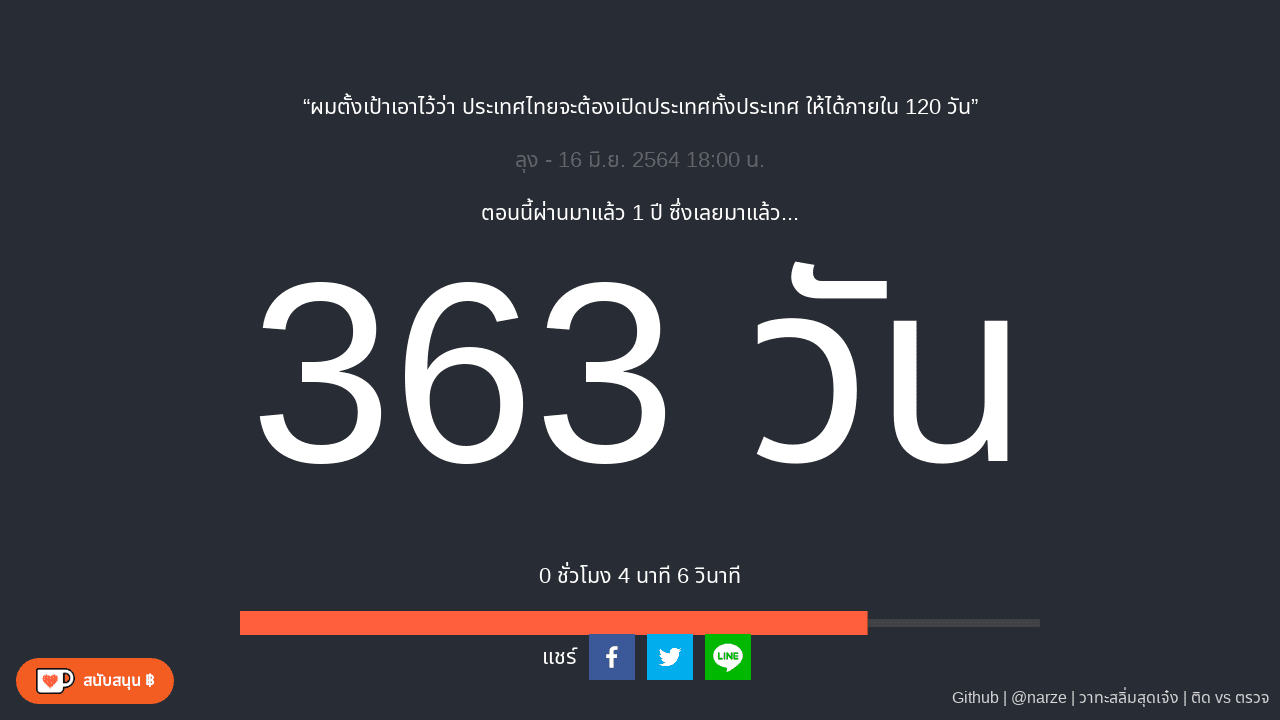 “ผมตั้งเป้าเอาไว้ว่า ประเทศไทยจะต้องเปิดประเทศทั้งประเทศ ให้ได้ภายใน 120 วัน”
ลุง - 16 มิ.ย. 2564 18:00 น.
ตอนนี้ผ่านมาแล้ว 1 ปี ซึ่งเลยมาแล้ว...
363 วัน
0 ชั่วโมง 4 นาที 6 วินาที
แชร์
LINE
สนับสนุน ฿
Github | @narze | วาทะสลิ่มสุดเจ๋ง | ติด vs ตรวจ